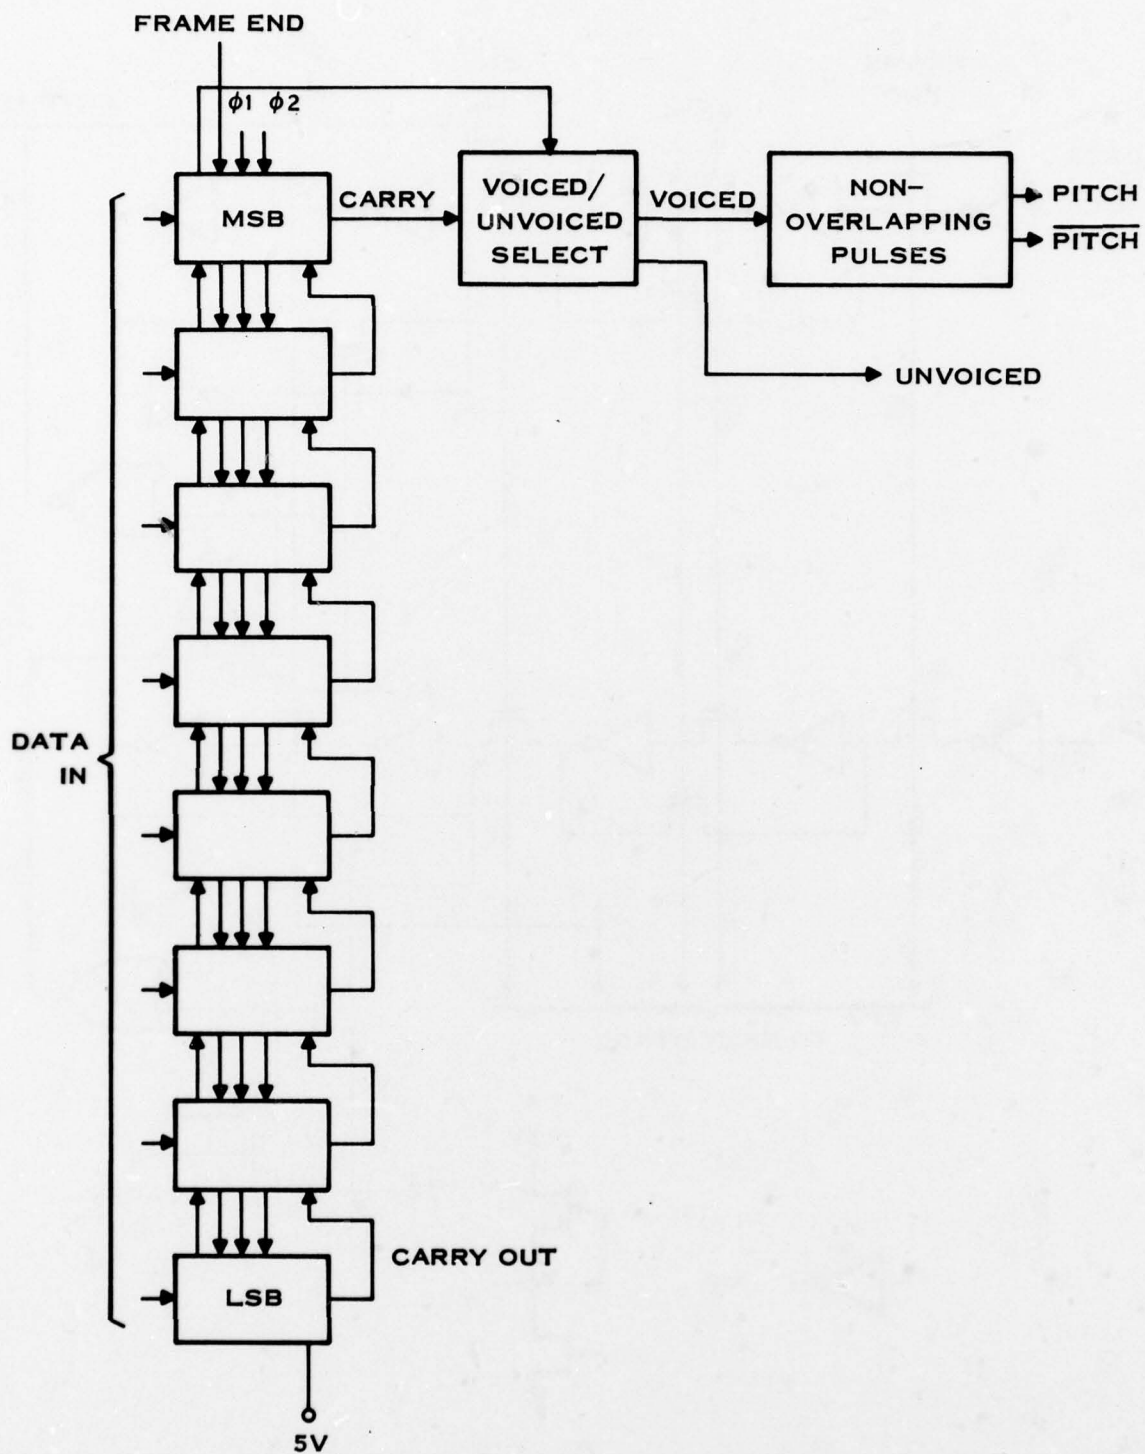 FRAME END
φ1 φ2
MSB
CARRY
VOICED/
UNVOICED
SELECT
VOICED
NON-
OVERLAPPING
PULSES
PITCH
PITCH
UNVOICED
DATA
IN
CARRY OUT
LSB
5V